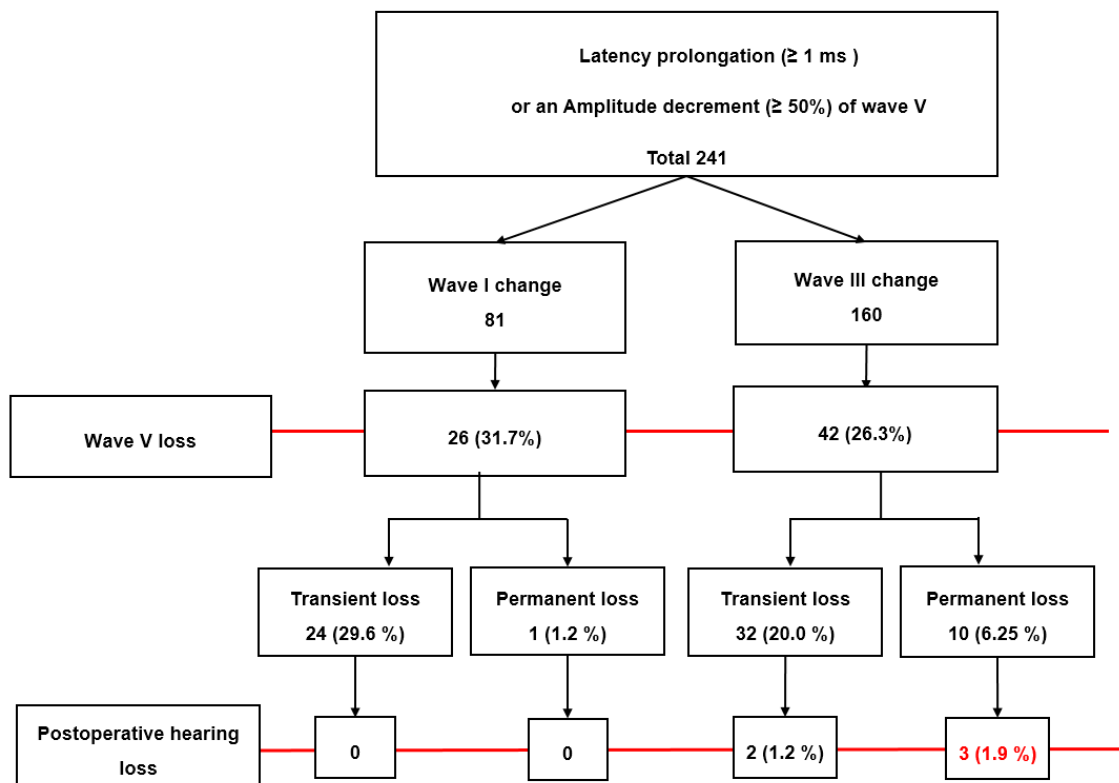 Latency prolongation (≥ 1 ms )
or an Amplitude decrement (≥ 50%) of wave V
Total 241
Wave I change
81
Wave III change
160
Wave V loss
26 (31.7%)
42 (26.3%)
Transient loss
24 (29.6 %)
Permanent loss
1 (1.2 %)
Transient loss
32 (20.0 %)
Permanent loss
10 (6.25 %)
Postoperative hearing
loss
0
0
2 (1.2 %)
3 (1.9 %)